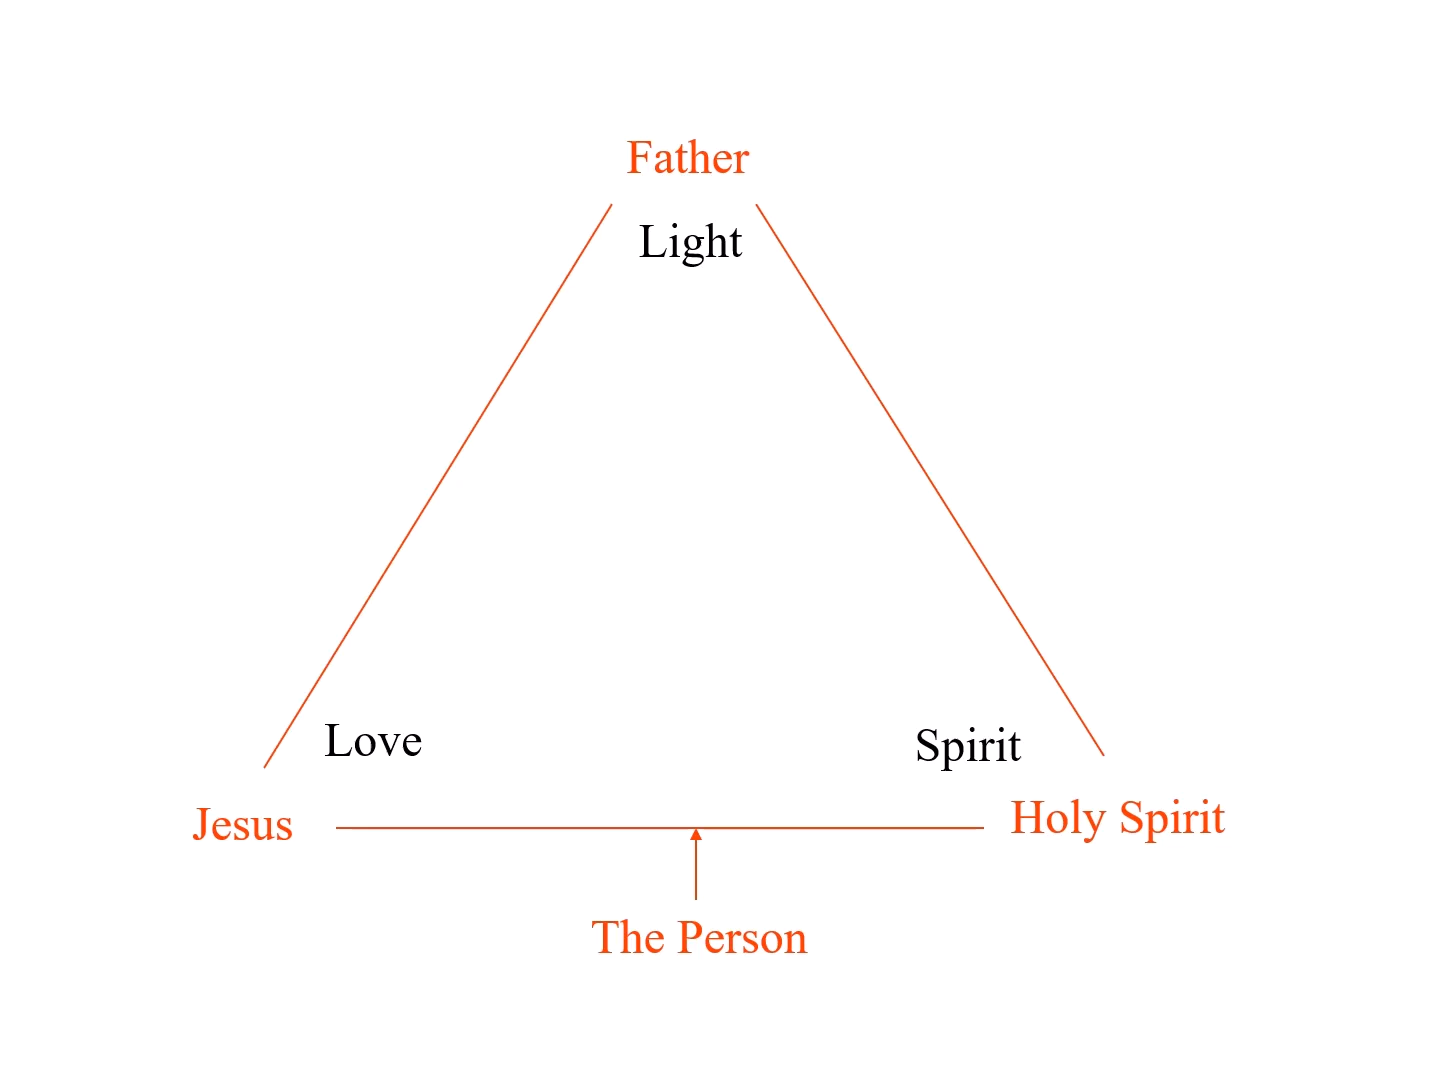 Father
Light
Love
Spirit
Jesus
Holy Spirit
The Person